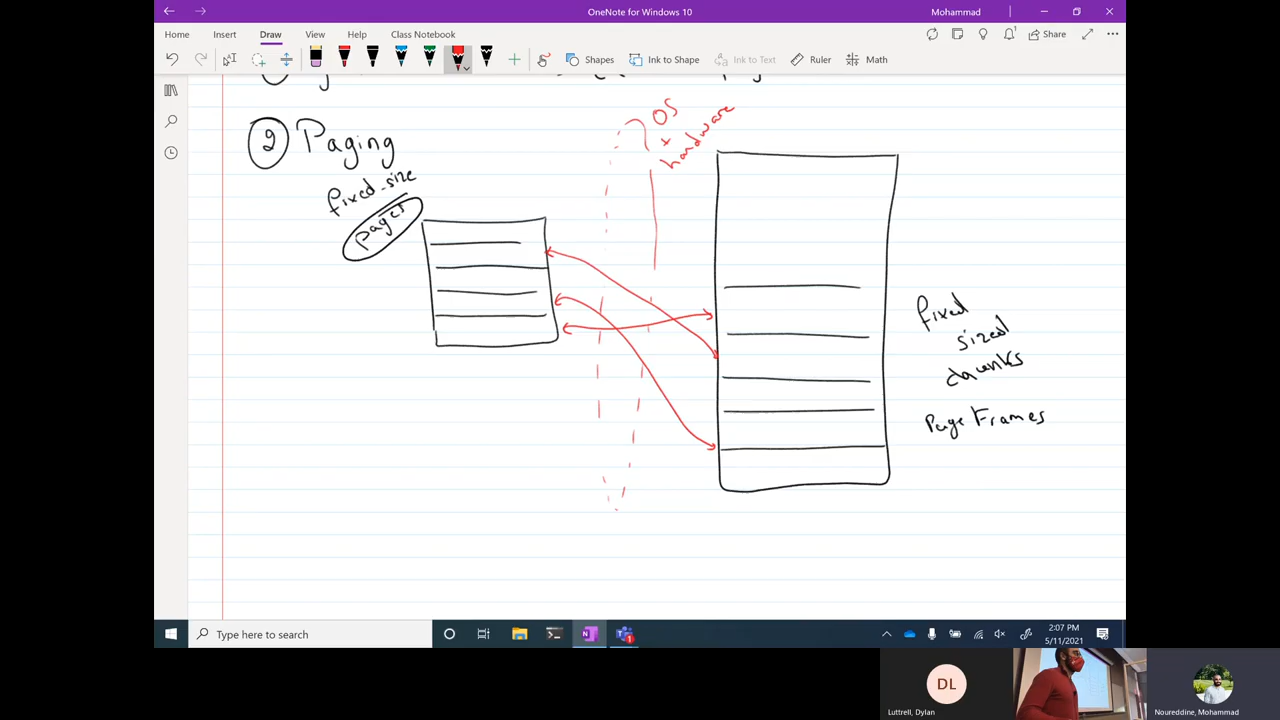 OneNote for Windows 10
Mohammad
Home
Insert
Draw
View
Help
Class Notebook
Share
Shapes
Ink to Shape
Ink to Text
Ruler
Math
② Paging
fixed-size
pages
OS
+
hardware
fixed
sized
chunks
Page Frames
Type here to search
2:07 PM
5/11/2021
DL
Luttrell, Dylan
Noureddine, Mohammad